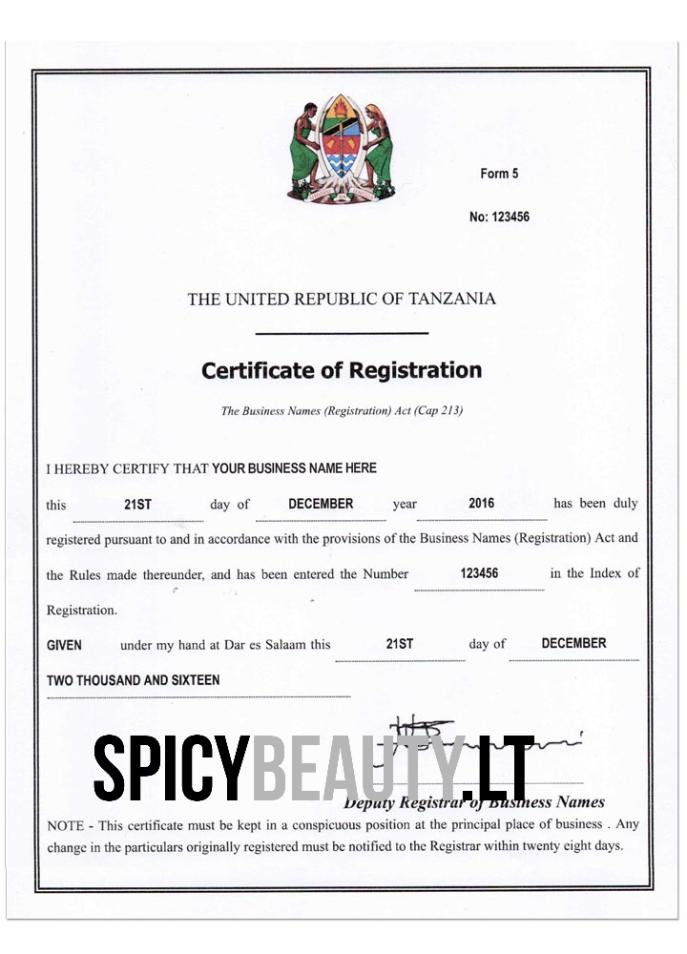 Form 5
No: 123456
THE UNITED REPUBLIC OF TANZANIA
Certificate of Registration
The Business Names (Registration) Act (Cap 213)
I HEREBY CERTIFY THAT YOUR BUSINESS NAME HERE
this 21ST day of DECEMBER year 2016 has been duly
registered pursuant to and in accordance with the provisions of the Business Names (Registration) Act and
the Rules made thereunder, and has been entered the Number 123456 in the Index of
Registration.
GIVEN under my hand at Dar es Salaam this 21ST day of DECEMBER
TWO THOUSAND AND SIXTEEN
SPICYBEAUTY.LT
Deputy Registrar of Business Names
NOTE - This certificate must be kept in a conspicuous position at the principal place of business . Any
change in the particulars originally registered must be notified to the Registrar within twenty eight days.